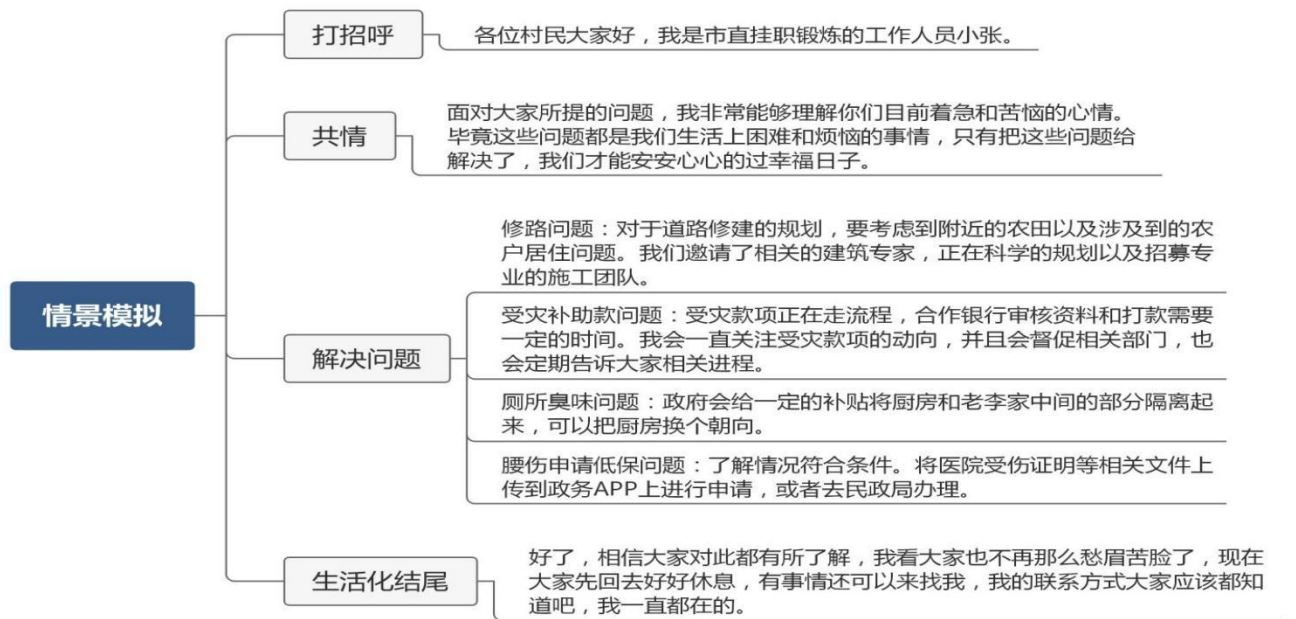 情景模拟
打招呼
各位村民大家好，我是市直挂职锻炼的工作人员小张。
共情
面对大家所提的问题，我非常能够理解你们目前着急和苦恼的心情。
毕竟这些问题都是我们生活上困难和烦恼的事情，只有把这些问题给
解决了，我们才能安安心心的过幸福日子。
解决问题
修路问题：对于道路修建的规划，要考虑到附近的农田以及涉及到的农
户居住问题。我们邀请了相关的建筑专家，正在科学的规划以及招募专
业的施工团队。
受灾补助款问题：受灾款项正在走流程，合作银行审核资料和打款需要
一定的时间。我会一直关注受灾款项的动向，并且会督促相关部门，也
会定期告诉大家相关进程。
厕所臭味问题：政府会给一定的补贴将厨房和老李家中间的部分隔离起
来，可以把厨房换个朝向。
腰伤申请低保问题：了解情况符合条件。将医院受伤证明等相关文件上
传到政务APP上进行申请，或者去民政局办理。
生活化结尾
好了，相信大家对此都有所了解，我看大家也不再那么愁眉苦脸了，现在
大家先回去好好休息，有事情还可以来找我，我的联系方式大家应该都知
道吧，我一直都在的。